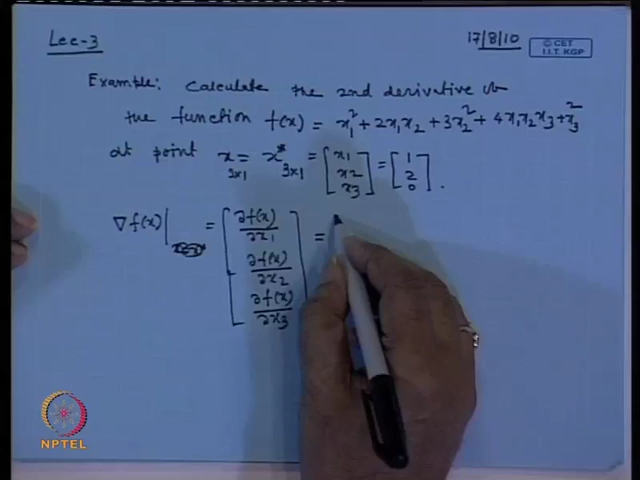 Lec-3
17/8/10
© CET
I.I.T. KGP
Example: Calculate the 2nd derivative of
the function f(x) = x₁² + 2x₁x₂ + 3x₂² + 4x₁x₂x₃ + x₃²
at point x₃ₓ₁ = x*₃ₓ₁ = [x₁ x₂ x₃] = [1 2 0].
∇f(x)| = [∂f(x)/∂x₁
∂f(x)/∂x₂
∂f(x)/∂x₃] =
NPTEL